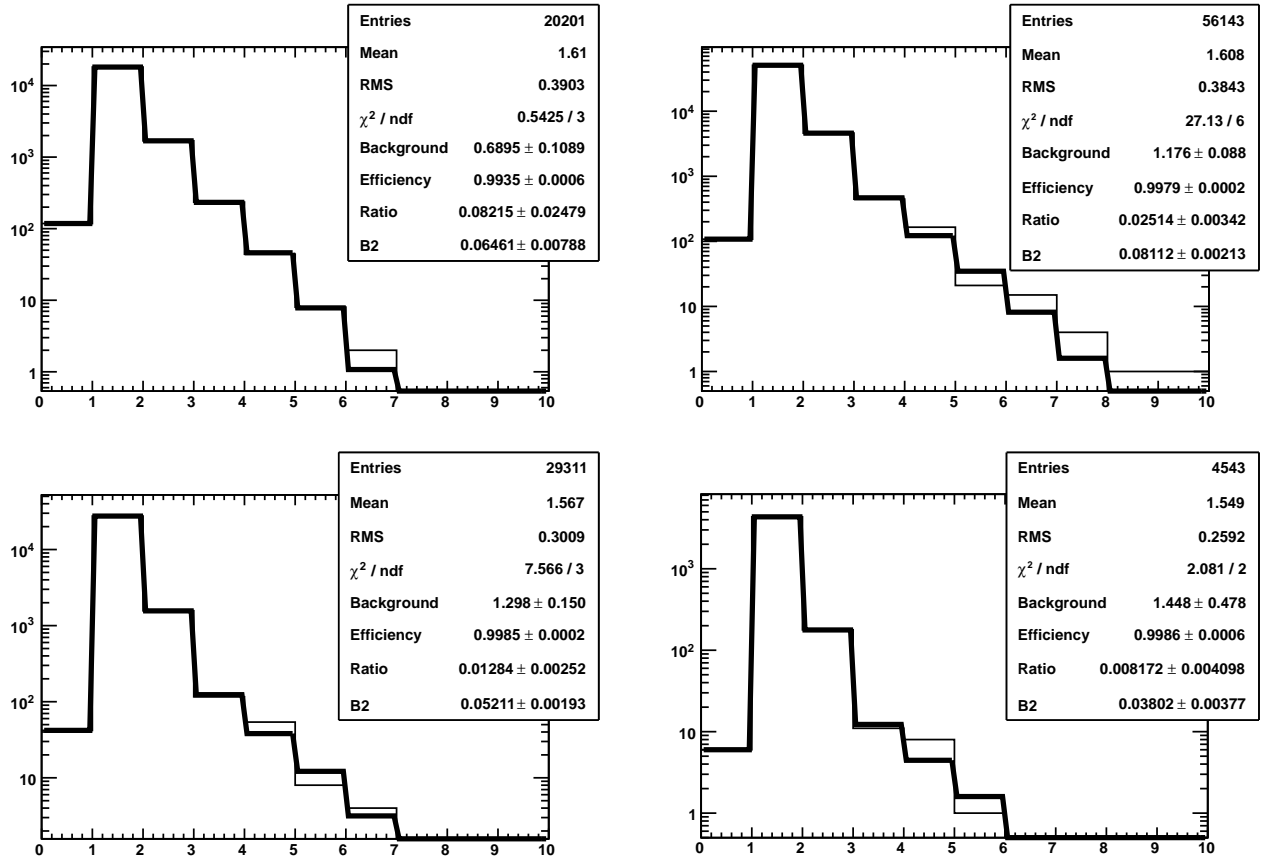 Entries 20201
Mean 1.61
RMS 0.3903
χ² / ndf 0.5425 / 3
Background 0.6895 ± 0.1089
Efficiency 0.9935 ± 0.0006
Ratio 0.08215 ± 0.02479
B2 0.06461 ± 0.00788
10⁴
10³
10²
10
1
0 1 2 3 4 5 6 7 8 9 10
Entries 56143
Mean 1.608
RMS 0.3843
χ² / ndf 27.13 / 6
Background 1.176 ± 0.088
Efficiency 0.9979 ± 0.0002
Ratio 0.02514 ± 0.00342
B2 0.08112 ± 0.00213
10⁴
10³
10²
10
1
0 1 2 3 4 5 6 7 8 9 10
Entries 29311
Mean 1.567
RMS 0.3009
χ² / ndf 7.566 / 3
Background 1.298 ± 0.150
Efficiency 0.9985 ± 0.0002
Ratio 0.01284 ± 0.00252
B2 0.05211 ± 0.00193
10⁴
10³
10²
10
0 1 2 3 4 5 6 7 8 9 10
Entries 4543
Mean 1.549
RMS 0.2592
χ² / ndf 2.081 / 2
Background 1.448 ± 0.478
Efficiency 0.9986 ± 0.0006
Ratio 0.008172 ± 0.004098
B2 0.03802 ± 0.00377
10³
10²
10
1
0 1 2 3 4 5 6 7 8 9 10